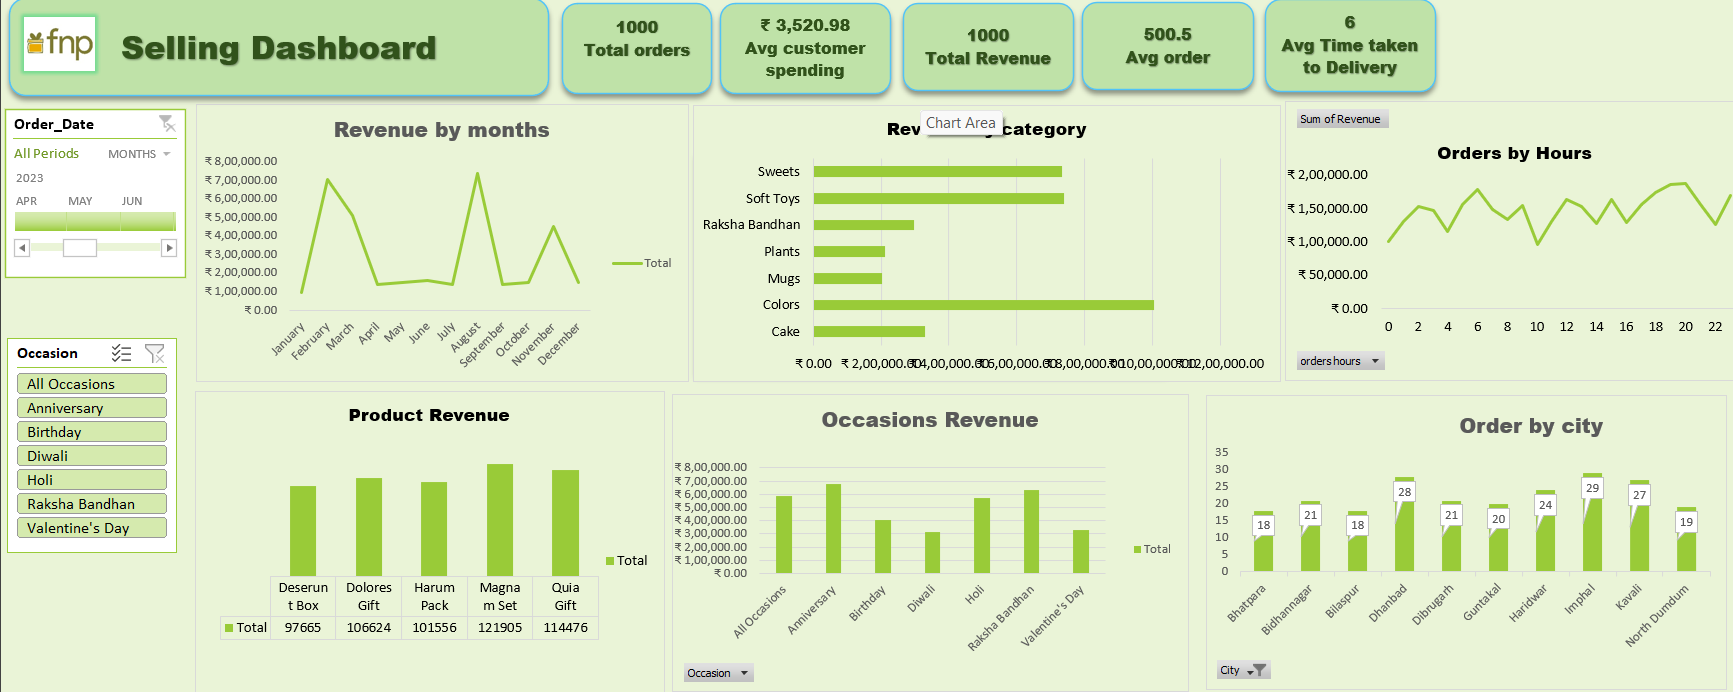 fnp
Selling Dashboard
1000
Total orders
₹ 3,520.98
Avg customer
spending
1000
Total Revenue
500.5
Avg order
6
Avg Time taken
to Delivery
Order_Date
All Periods
MONTHS
2023
APR
MAY
JUN
Occasion
All Occasions
Anniversary
Birthday
Diwali
Holi
Raksha Bandhan
Valentine's Day
Revenue by months
₹ 8,00,000.00
₹ 7,00,000.00
₹ 6,00,000.00
₹ 5,00,000.00
₹ 4,00,000.00
₹ 3,00,000.00
₹ 2,00,000.00
₹ 1,00,000.00
₹ 0.00
January
February
March
April
May
June
July
August
September
October
November
December
Total
Chart Area
category
Sweets
Soft Toys
Raksha Bandhan
Plants
Mugs
Colors
Cake
₹ 0.00 ₹ 2,00,000.00 ₹ 4,00,000.00 ₹ 6,00,000.00 ₹ 8,00,000.00 ₹ 10,00,000.00 ₹ 12,00,000.00
Sum of Revenue
Orders by Hours
₹ 2,00,000.00
₹ 1,50,000.00
₹ 1,00,000.00
₹ 50,000.00
₹ 0.00
0 2 4 6 8 10 12 14 16 18 20 22
orders hours
Product Revenue
Total
Deserun
t Box
Dolores
Gift
Harum
Pack
Magna
m Set
Quia
Gift
Total 97665 106624 101556 121905 114476
Occasions Revenue
₹ 8,00,000.00
₹ 7,00,000.00
₹ 6,00,000.00
₹ 5,00,000.00
₹ 4,00,000.00
₹ 3,00,000.00
₹ 2,00,000.00
₹ 1,00,000.00
₹ 0.00
All Occasions
Anniversary
Birthday
Diwali
Holi
Raksha Bandhan
Valentine's Day
Total
Occasion
Order by city
35
30
25
20
15
10
5
0
18
21
18
28
21
20
24
29
27
19
Bhatpara
Bidhannagar
Bilaspur
Dhanbad
Dibrugarh
Guntakal
Haridwar
Imphal
Kavali
North Dumdum
City